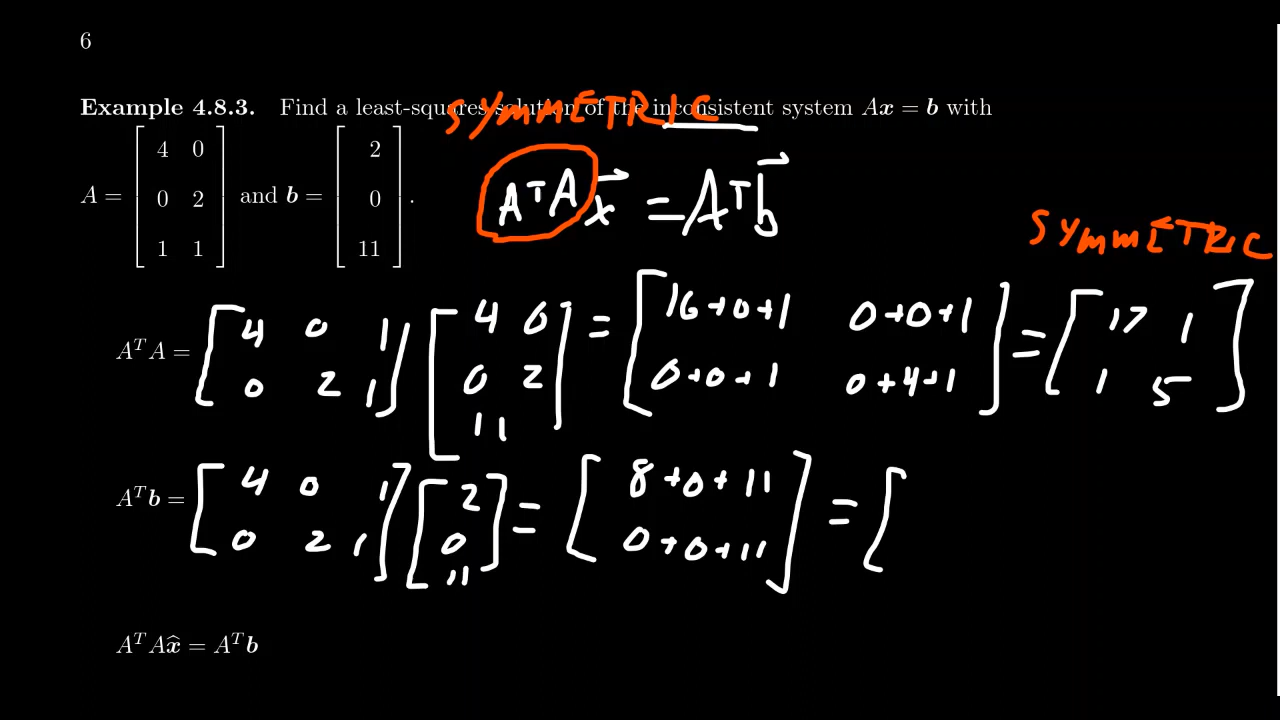 6
Example 4.8.3. Find a least-squares solution of the inconsistent system Ax = b with
SYMMETRIC
A = [ 4 0 ; 0 2 ; 1 1 ] and b = [ 2 ; 0 ; 11 ].
AᵀA x⃗ = Aᵀb⃗
SYMMETRIC
AᵀA = [ 4 0 1 ; 0 2 1 ] [ 4 0 ; 0 2 ; 1 1 ] = [ 16+0+1 0+0+1 ; 0+0+1 0+4+1 ] = [ 17 1 ; 1 5 ]
Aᵀb = [ 4 0 1 ; 0 2 1 ] [ 2 ; 0 ; 11 ] = [ 8+0+11 ; 0+0+11 ] = [
AᵀAx̂ = Aᵀb